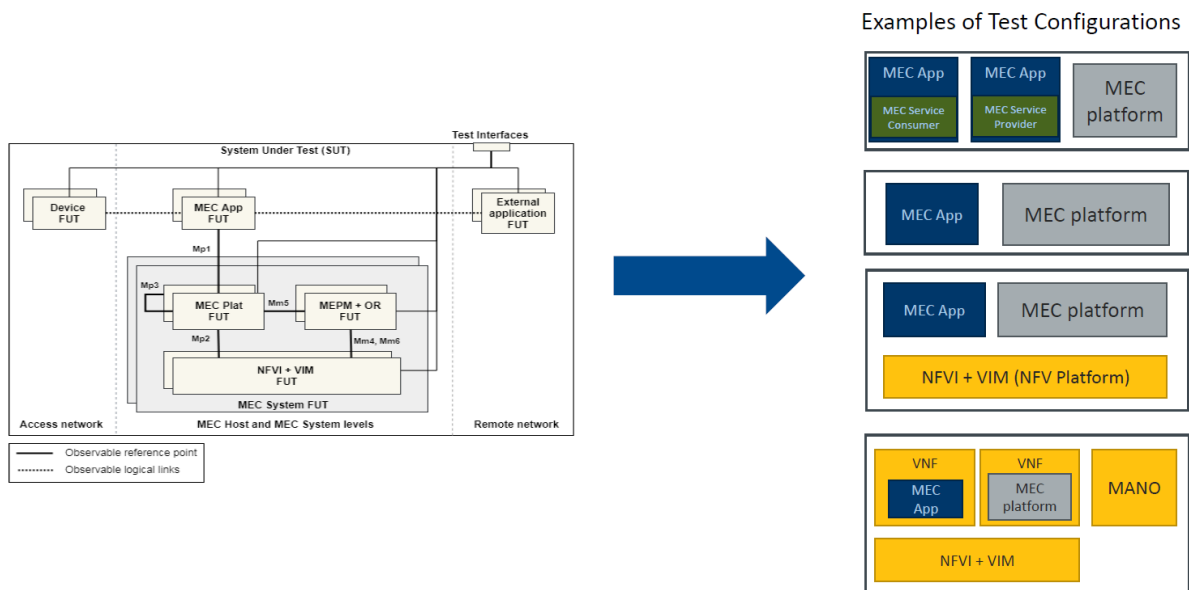 Examples of Test Configurations
Test Interfaces
System Under Test (SUT)
Device
FUT
MEC App
FUT
External
application
FUT
Mp1
Mp3
MEC Plat
FUT
Mm5
MEPM + OR
FUT
Mp2
Mm4, Mm6
NFVI + VIM
FUT
MEC System FUT
Access network
MEC Host and MEC System levels
Remote network
Observable reference point
Observable logical links
MEC App
MEC Service
Consumer
MEC App
MEC Service
Provider
MEC
platform
MEC App
MEC platform
MEC App
MEC platform
NFVI + VIM (NFV Platform)
VNF
MEC
App
VNF
MEC
platform
MANO
NFVI + VIM